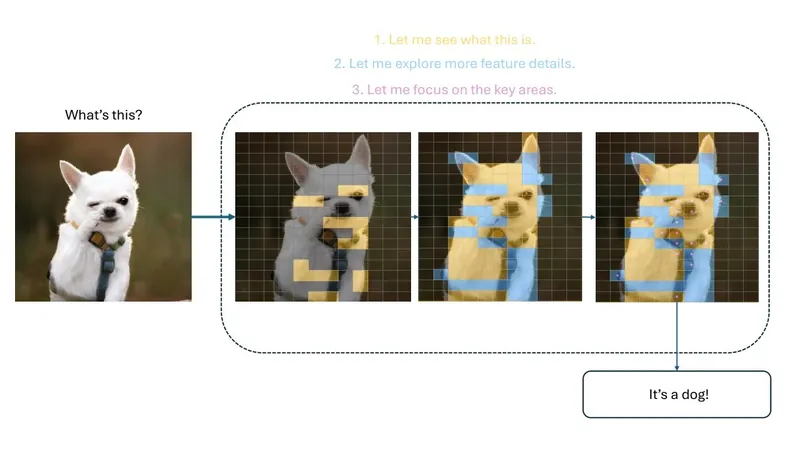 1. Let me see what this is.
2. Let me explore more feature details.
3. Let me focus on the key areas.
What's this?
It's a dog!